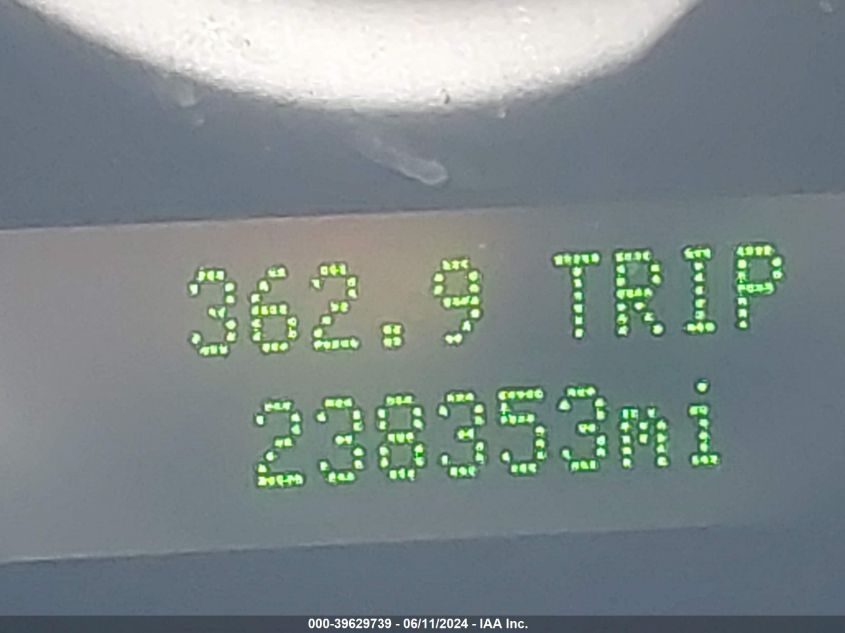 362.9 TRIP
238353mi
000-39629739 - 06/11/2024 - IAA Inc.